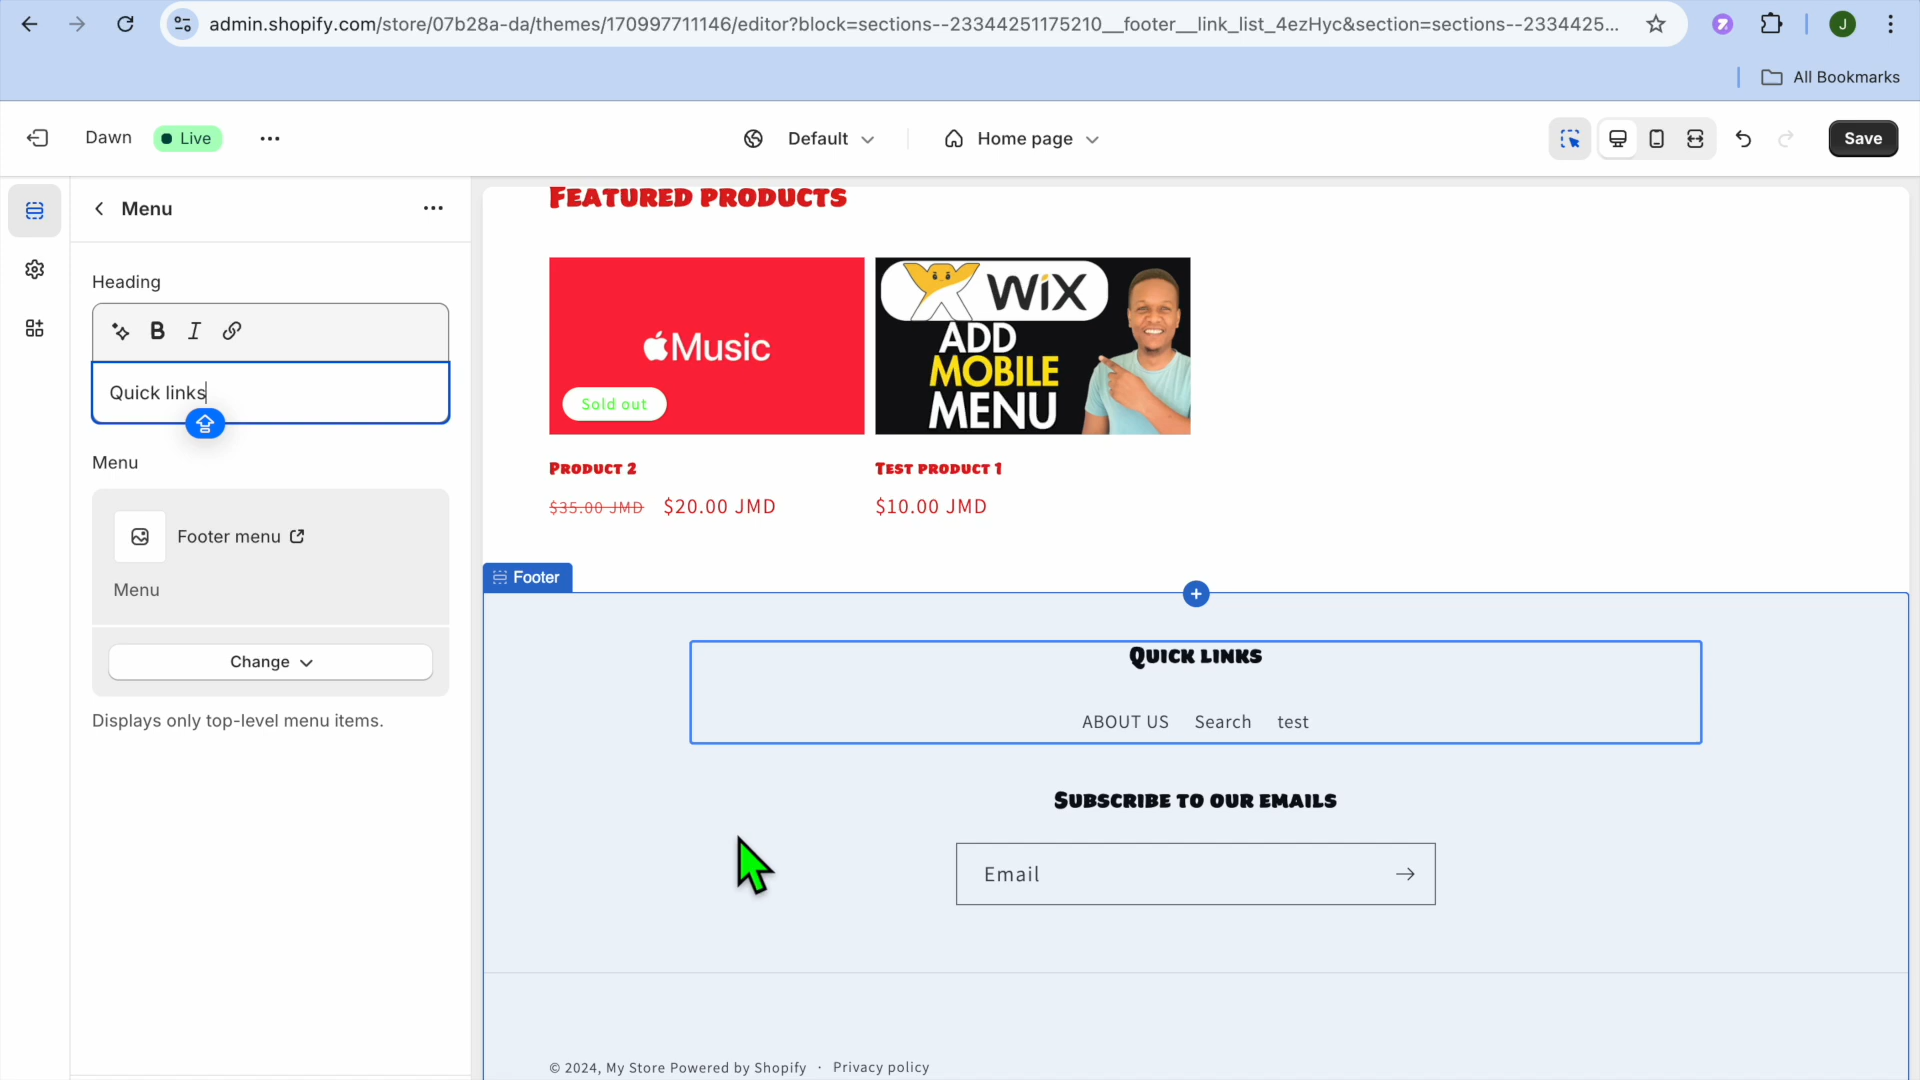 admin.shopify.com/store/07b28a-da/themes/170997711146/editor?block=sections--23344251175210__footer__link_list_4ezHyc&section=sections--2334425...
J
All Bookmarks
Dawn
Live
Default
Home page
Save
Menu
Heading
B I
Quick links
Menu
Footer menu
Menu
Change
Displays only top-level menu items.
Featured products
Music
Sold out
WiX
ADD
MOBILE
MENU
Product 2
Test product 1
$35.00 JMD $20.00 JMD
$10.00 JMD
Footer
Quick links
ABOUT US Search test
Subscribe to our emails
Email
© 2024, My Store Powered by Shopify · Privacy policy